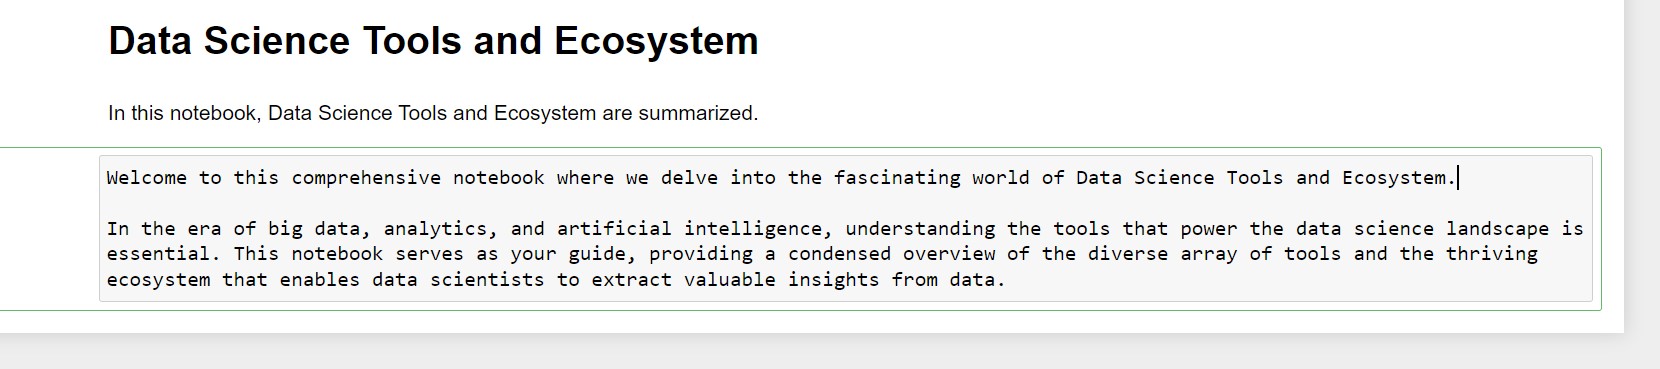 Data Science Tools and Ecosystem
In this notebook, Data Science Tools and Ecosystem are summarized.
Welcome to this comprehensive notebook where we delve into the fascinating world of Data Science Tools and Ecosystem.
In the era of big data, analytics, and artificial intelligence, understanding the tools that power the data science landscape is
essential. This notebook serves as your guide, providing a condensed overview of the diverse array of tools and the thriving
ecosystem that enables data scientists to extract valuable insights from data.